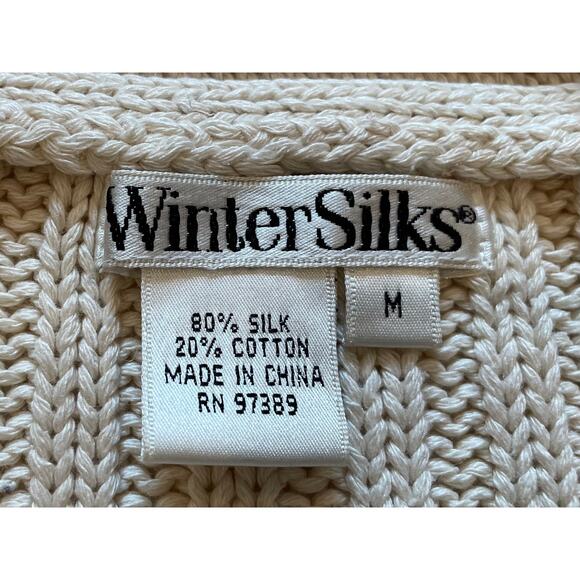 WinterSilks®
M
80% SILK
20% COTTON
MADE IN CHINA
RN 97389